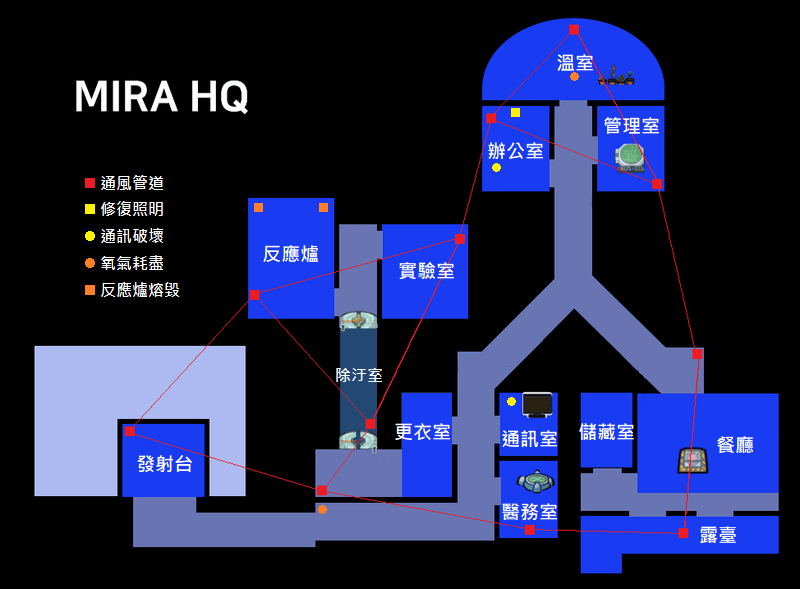 MIRA HQ
通風管道
修復照明
通訊破壞
氧氣耗盡
反應爐熔毀
溫室
辦公室
管理室
反應爐
實驗室
除汙室
更衣室
通訊室
儲藏室
餐廳
發射台
醫務室
露臺